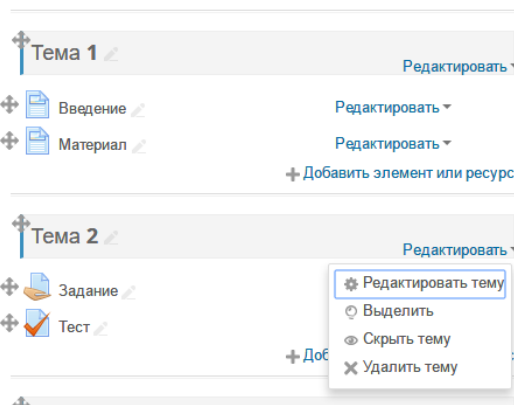 Тема 1
Редактировать
Введение
Редактировать
Материал
Редактировать
Добавить элемент или ресурс
Тема 2
Редактировать
Задание
Редактировать тему
Выделить
Тест
Скрыть тему
Доб
Удалить тему